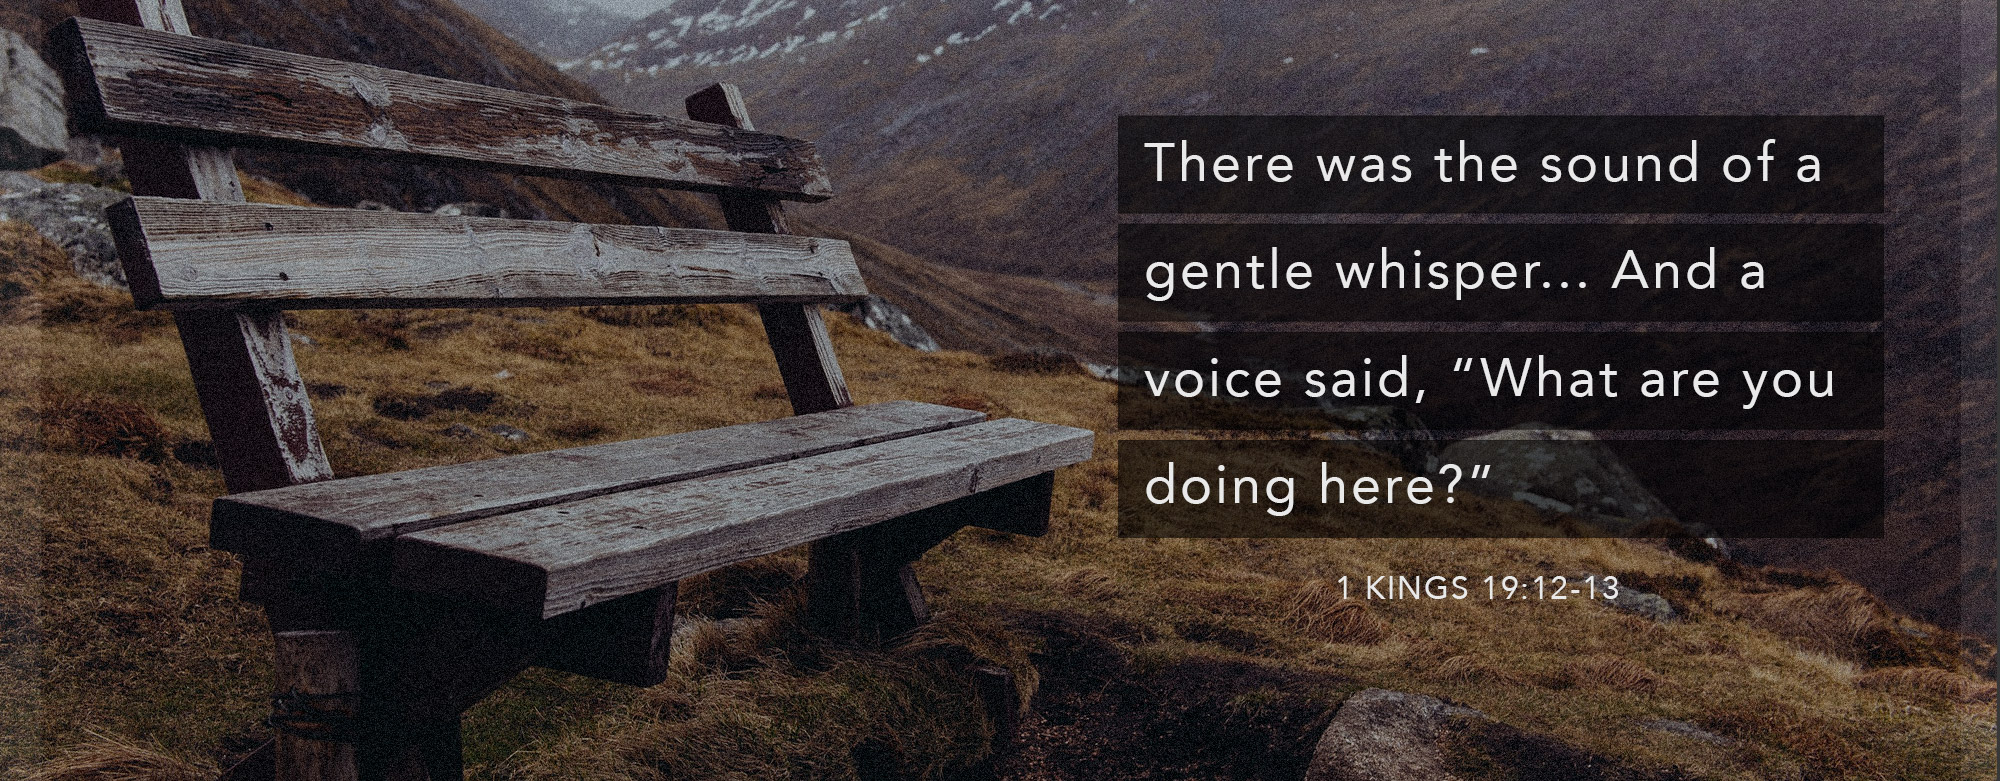 There was the sound of a
gentle whisper... And a
voice said, “What are you
doing here?”
1 KINGS 19:12-13